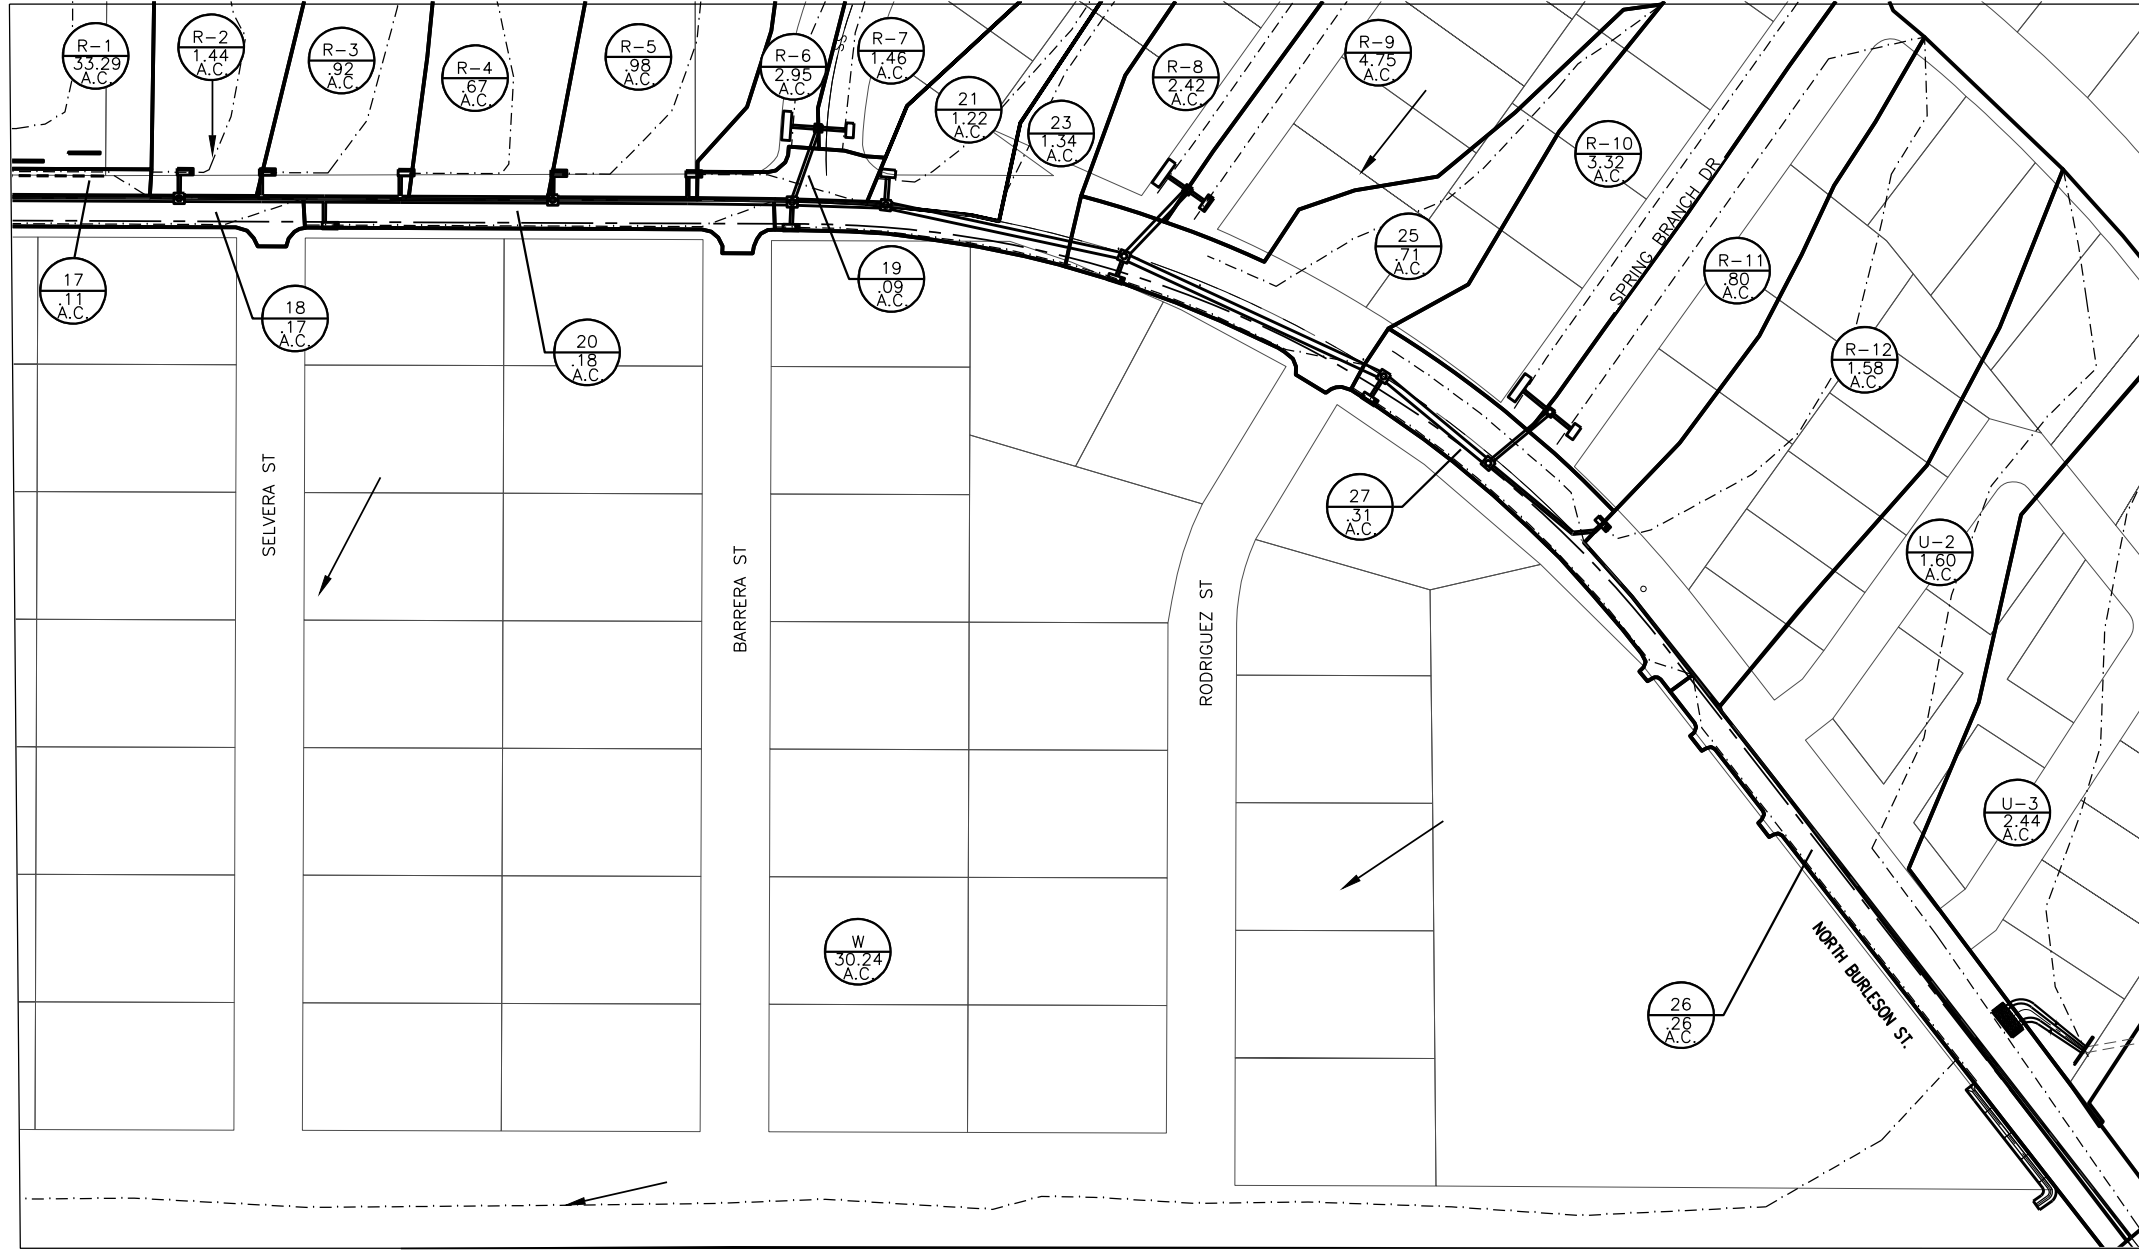 R-1
33.29
A.C.
R-2
1.44
A.C.
R-3
.92
A.C.
R-4
.67
A.C.
R-5
.98
A.C.
R-6
2.95
A.C.
SS
R-7
1.46
A.C.
21
1.22
A.C.
23
1.34
A.C.
R-8
2.42
A.C.
R-9
4.75
A.C.
R-10
3.32
A.C.
SPRING BRANCH DR
25
.71
A.C.
R-11
.80
A.C.
R-12
1.58
A.C.
17
.11
A.C.
18
.17
A.C.
20
.18
A.C.
19
.09
A.C.
27
.31
A.C.
U-2
1.60
A.C.
SELVERA ST
BARRERA ST
RODRIGUEZ ST
U-3
2.44
A.C.
W
30.24
A.C.
26
.26
A.C.
NORTH BURLESON ST.